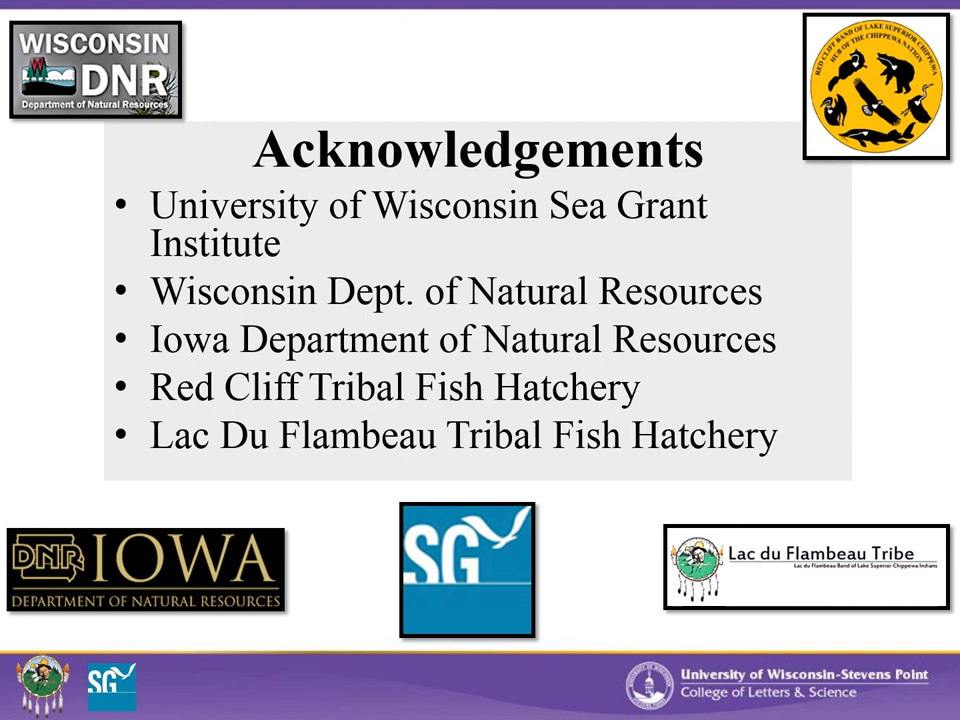 WISCONSIN
DNR
Department of Natural Resources
RED CLIFF BAND OF LAKE SUPERIOR CHIPPEWA
HUB OF THE CHIPPEWA NATION
Acknowledgements
• University of Wisconsin Sea Grant
Institute
• Wisconsin Dept. of Natural Resources
• Iowa Department of Natural Resources
• Red Cliff Tribal Fish Hatchery
• Lac Du Flambeau Tribal Fish Hatchery
DNR IOWA
DEPARTMENT OF NATURAL RESOURCES
SG
Lac du Flambeau Tribe
Lac du Flambeau Band of Lake Superior Chippewa Indians
SG
University of Wisconsin-Stevens Point
College of Letters & Science